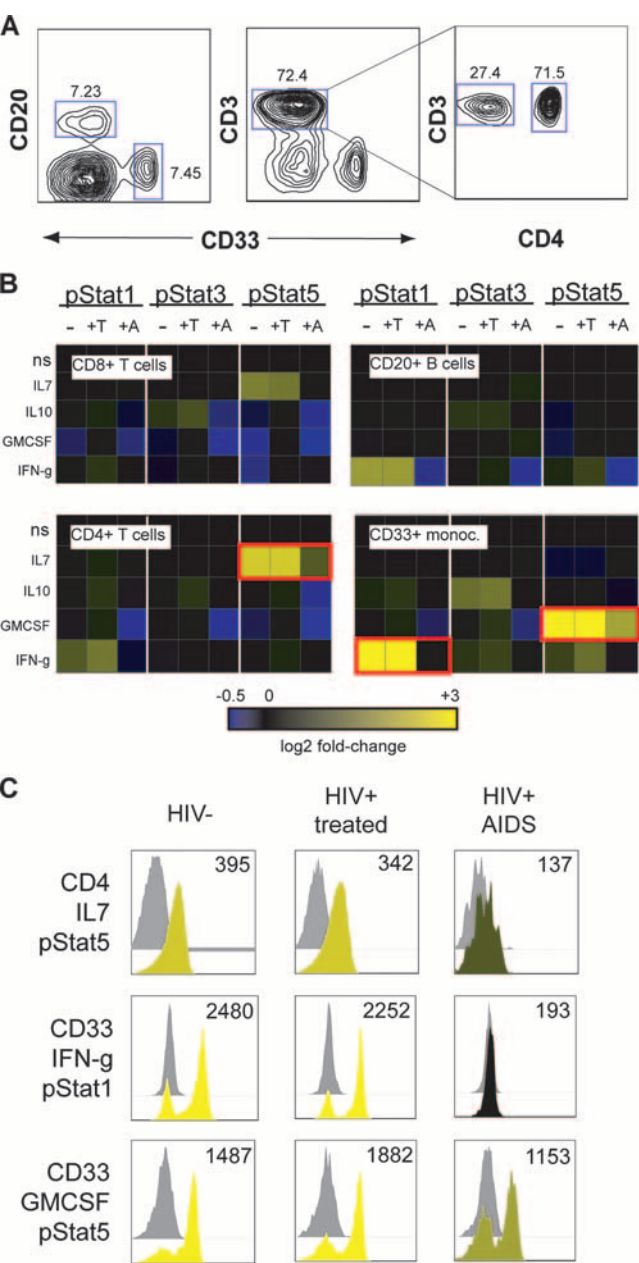 A
CD20
7.23
7.45
CD3
72.4
CD3
27.4 71.5
CD33
CD4
B
pStat1 pStat3 pStat5 pStat1 pStat3 pStat5
- +T +A - +T +A - +T +A - +T +A - +T +A - +T +A
ns
CD8+ T cells
CD20+ B cells
IL7
IL10
GMCSF
IFN-g
ns
CD4+ T cells
CD33+ monoc.
IL7
IL10
GMCSF
IFN-g
-0.5 0 +3
log2 fold-change
C
HIV-
HIV+
treated
HIV+
AIDS
CD4
IL7
pStat5
395
342
137
CD33
IFN-g
pStat1
2480
2252
193
CD33
GMCSF
pStat5
1487
1882
1153